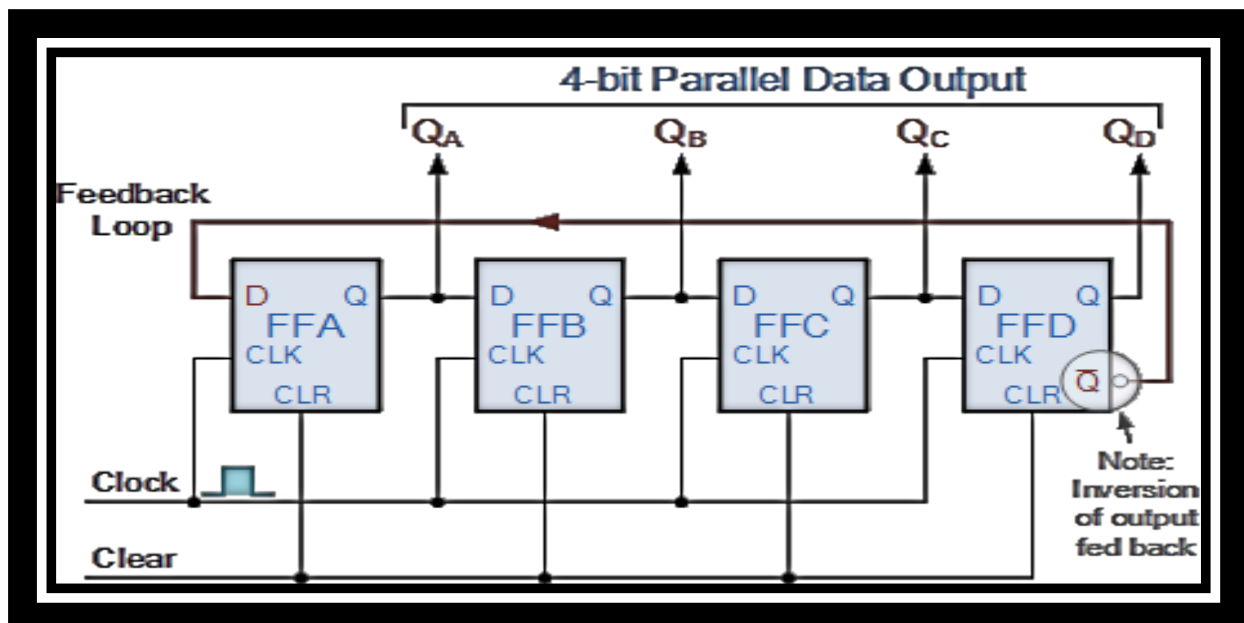 4-bit Parallel Data Output
QA QB QC QD
Feedback
Loop
D Q D Q D Q D Q
FFA FFB FFC FFD
CLK CLK CLK CLK
Q̅
CLR CLR CLR CLR
Clock
Clear
Note:
Inversion
of output
fed back